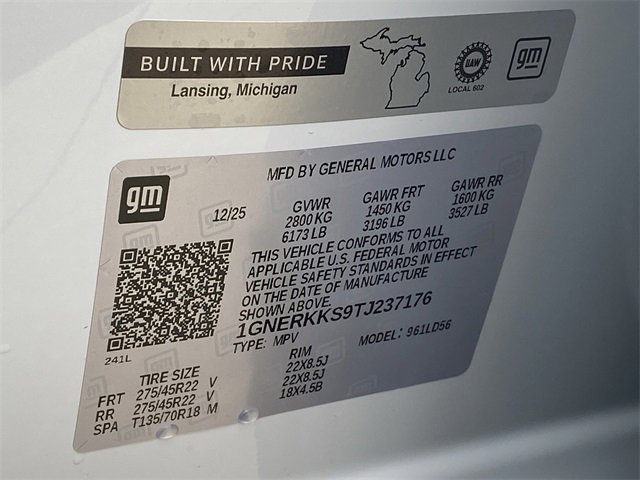 BUILT WITH PRIDE
Lansing, Michigan
UAW
LOCAL 602
gm
MFD BY GENERAL MOTORS LLC
gm
12/25
GVWR GAWR FRT GAWR RR
2800 KG 1450 KG 1600 KG
6173 LB 3196 LB 3527 LB
THIS VEHICLE CONFORMS TO ALL
APPLICABLE U.S. FEDERAL MOTOR
VEHICLE SAFETY STANDARDS IN EFFECT
ON THE DATE OF MANUFACTURE
SHOWN ABOVE.
1GNERKKS9TJ237176
TYPE: MPV MODEL: 961LD56
241L
TIRE SIZE RIM
FRT 275/45R22 V 22X8.5J
RR 275/45R22 V 22X8.5J
SPA T135/70R18 M 18X4.5B